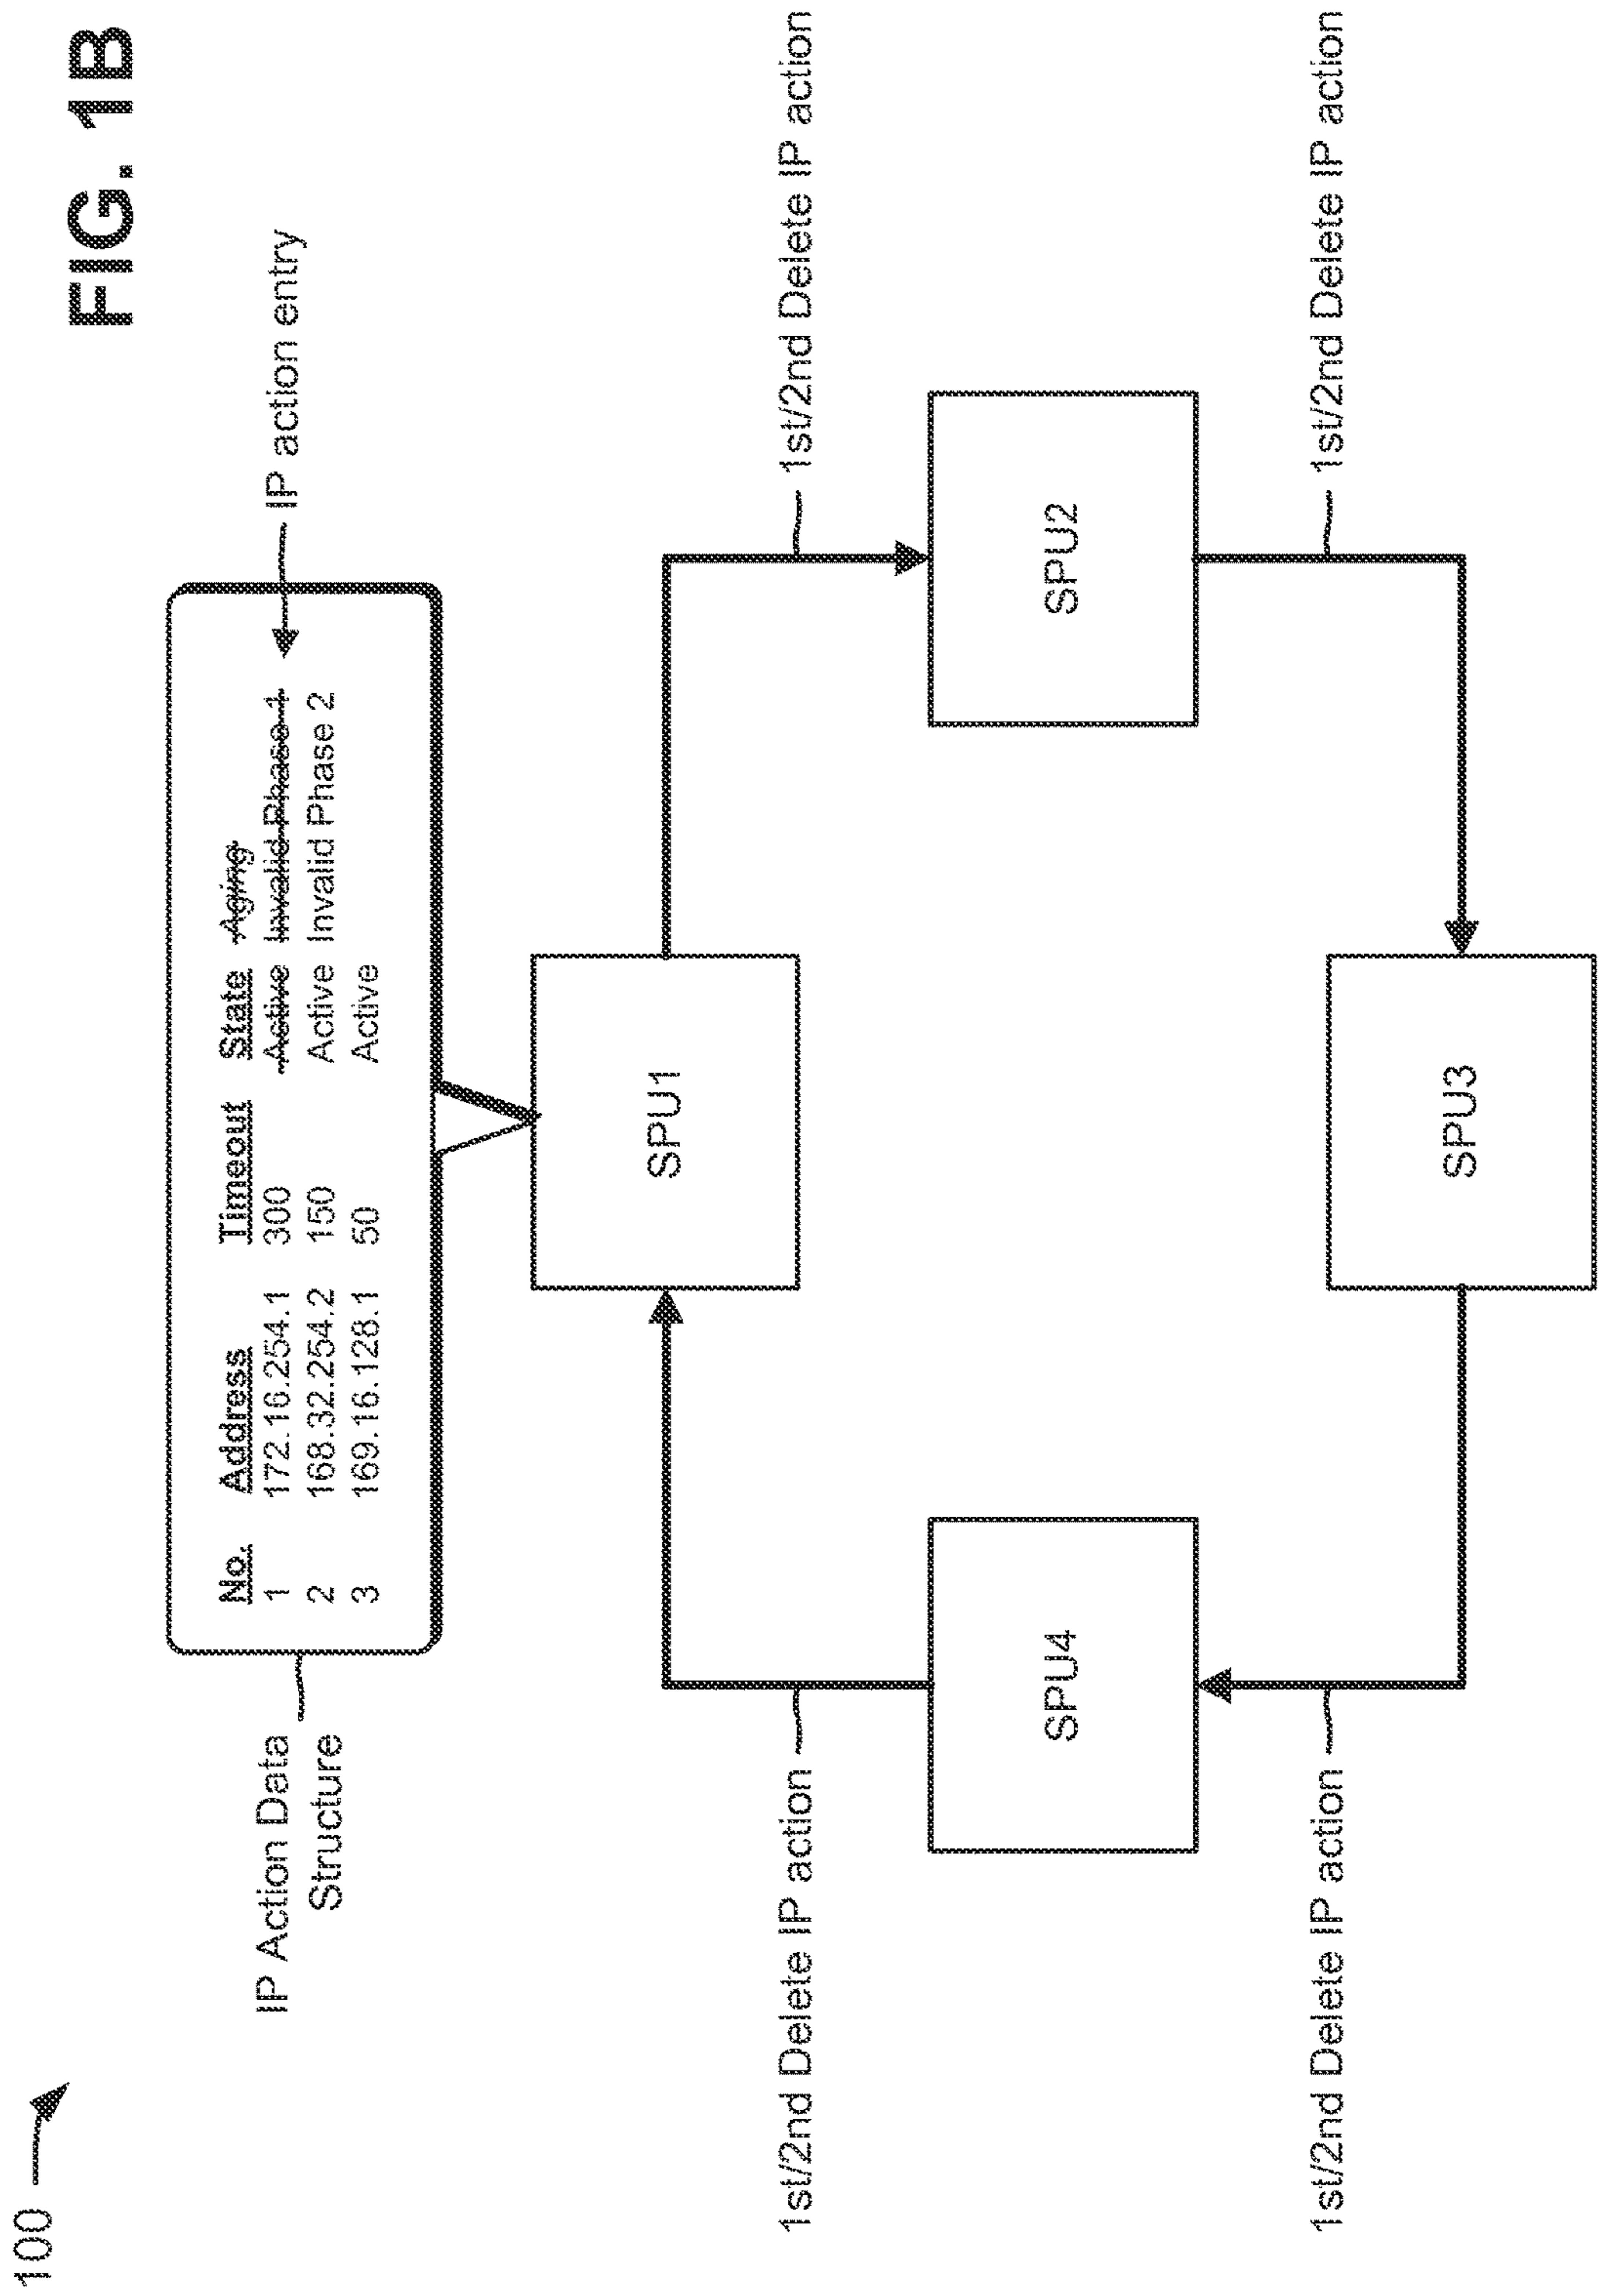 100
FIG. 1B
IP Action Data
Structure
No. Address Timeout State Aging
1 172.16.254.1 300 Active Invalid Phase 1
2 168.32.254.2 150 Active Invalid Phase 2
3 169.16.128.1 50 Active
IP action entry
SPU1
1st/2nd Delete IP action
1st/2nd Delete IP action
SPU4
SPU2
1st/2nd Delete IP action
1st/2nd Delete IP action
SPU3